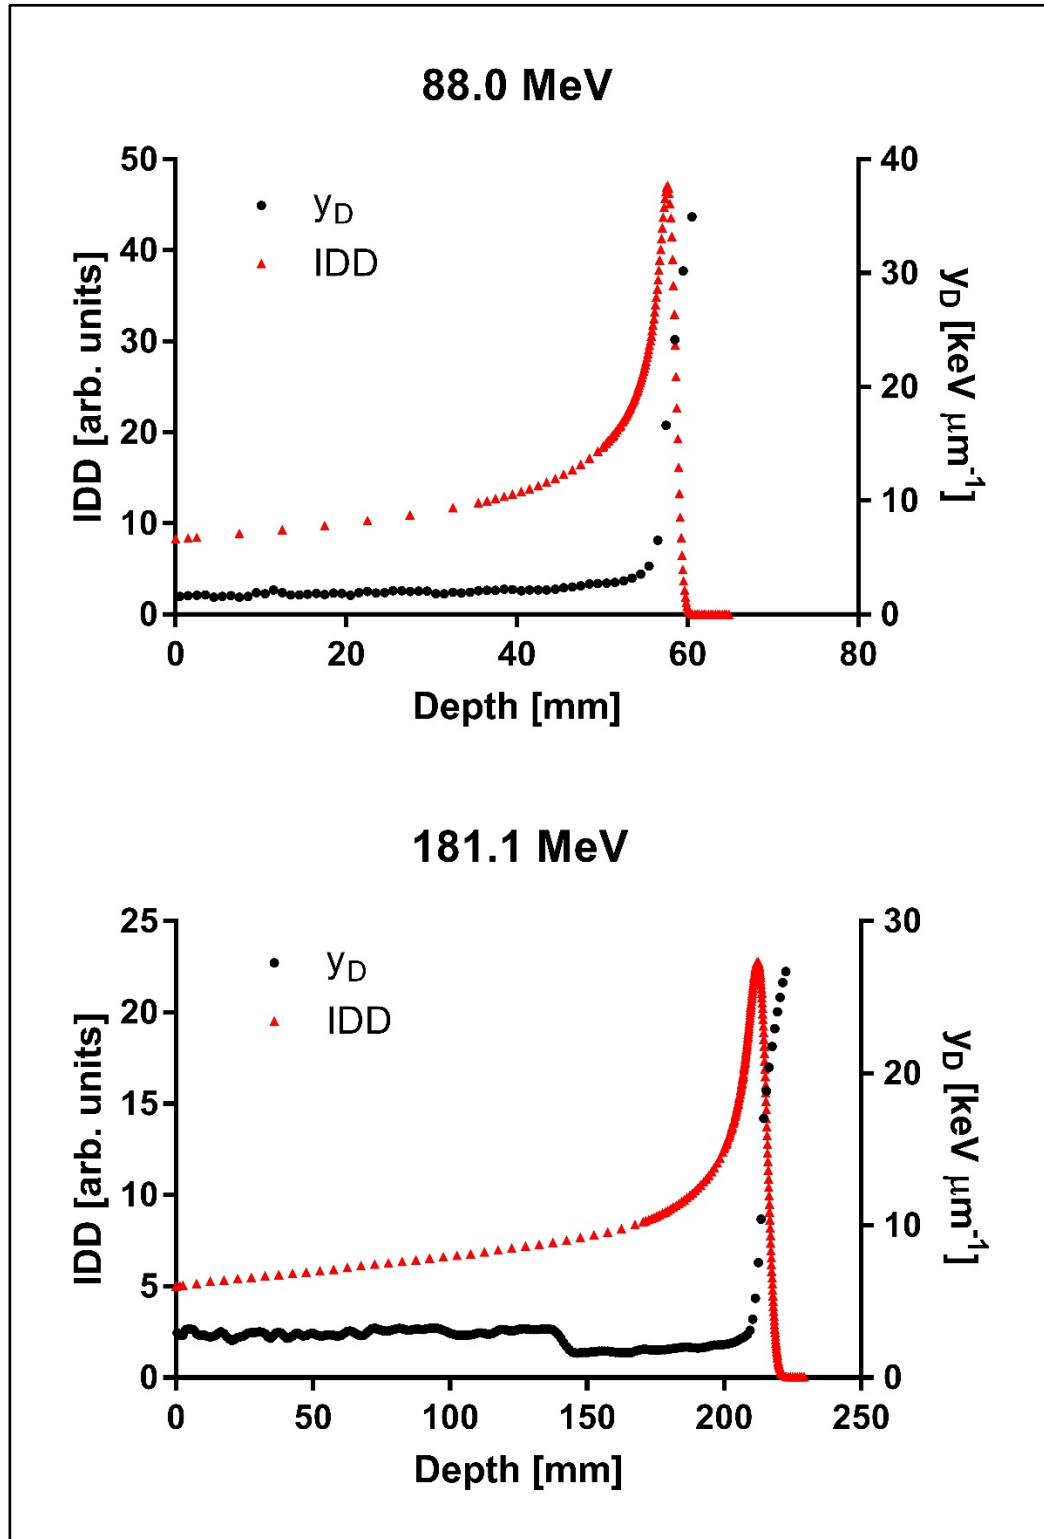 88.0 MeV
50
40
30
20
10
0
IDD [arb. units]
y_D
IDD
40
30
20
10
0
y_D [keV μm⁻¹]
0 20 40 60 80
Depth [mm]
181.1 MeV
25
20
15
10
5
0
IDD [arb. units]
y_D
IDD
30
20
10
0
y_D [keV μm⁻¹]
0 50 100 150 200 250
Depth [mm]